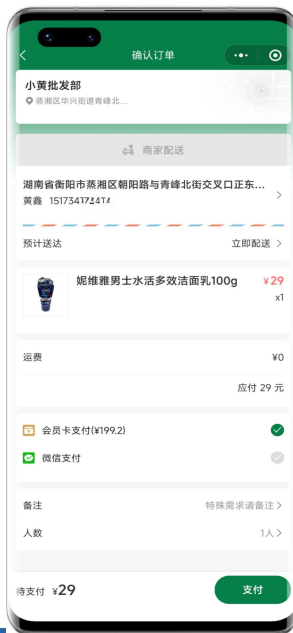 确认订单
小黄批发部
蒸湘区华兴街道青峰北...
商家配送
湖南省衡阳市蒸湘区朝阳路与青峰北街交叉口正东...
黄鑫
预计送达
立即配送 >
妮维雅男士水活多效洁面乳100g
¥29
x1
运费
¥0
应付 29 元
会员卡支付(¥199.2)
微信支付
备注
特殊需求请备注 >
人数
1人 >
待支付 ¥29
支付